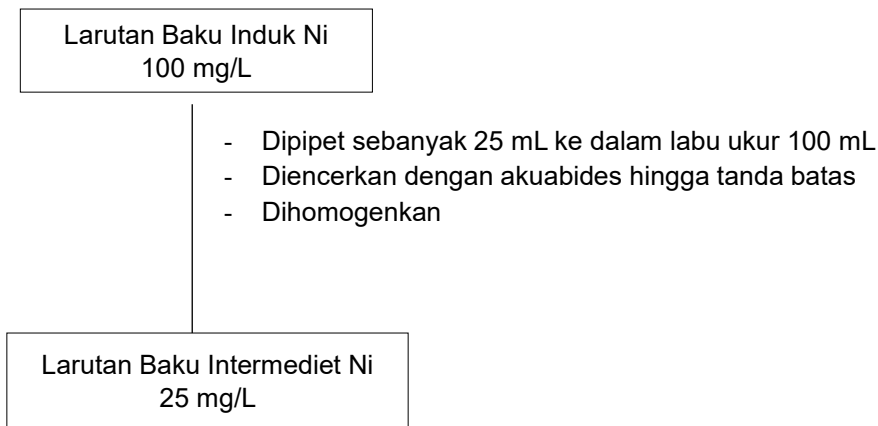 Larutan Baku Induk Ni
100 mg/L
- Dipipet sebanyak 25 mL ke dalam labu ukur 100 mL
- Diencerkan dengan akuabides hingga tanda batas
- Dihomogenkan
Larutan Baku Intermediet Ni
25 mg/L